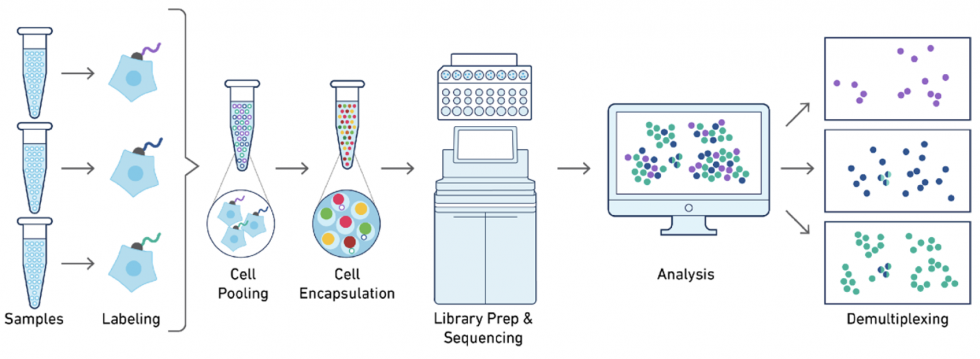 Samples
Labeling
Cell
Pooling
Cell
Encapsulation
Library Prep &
Sequencing
Analysis
Demultiplexing